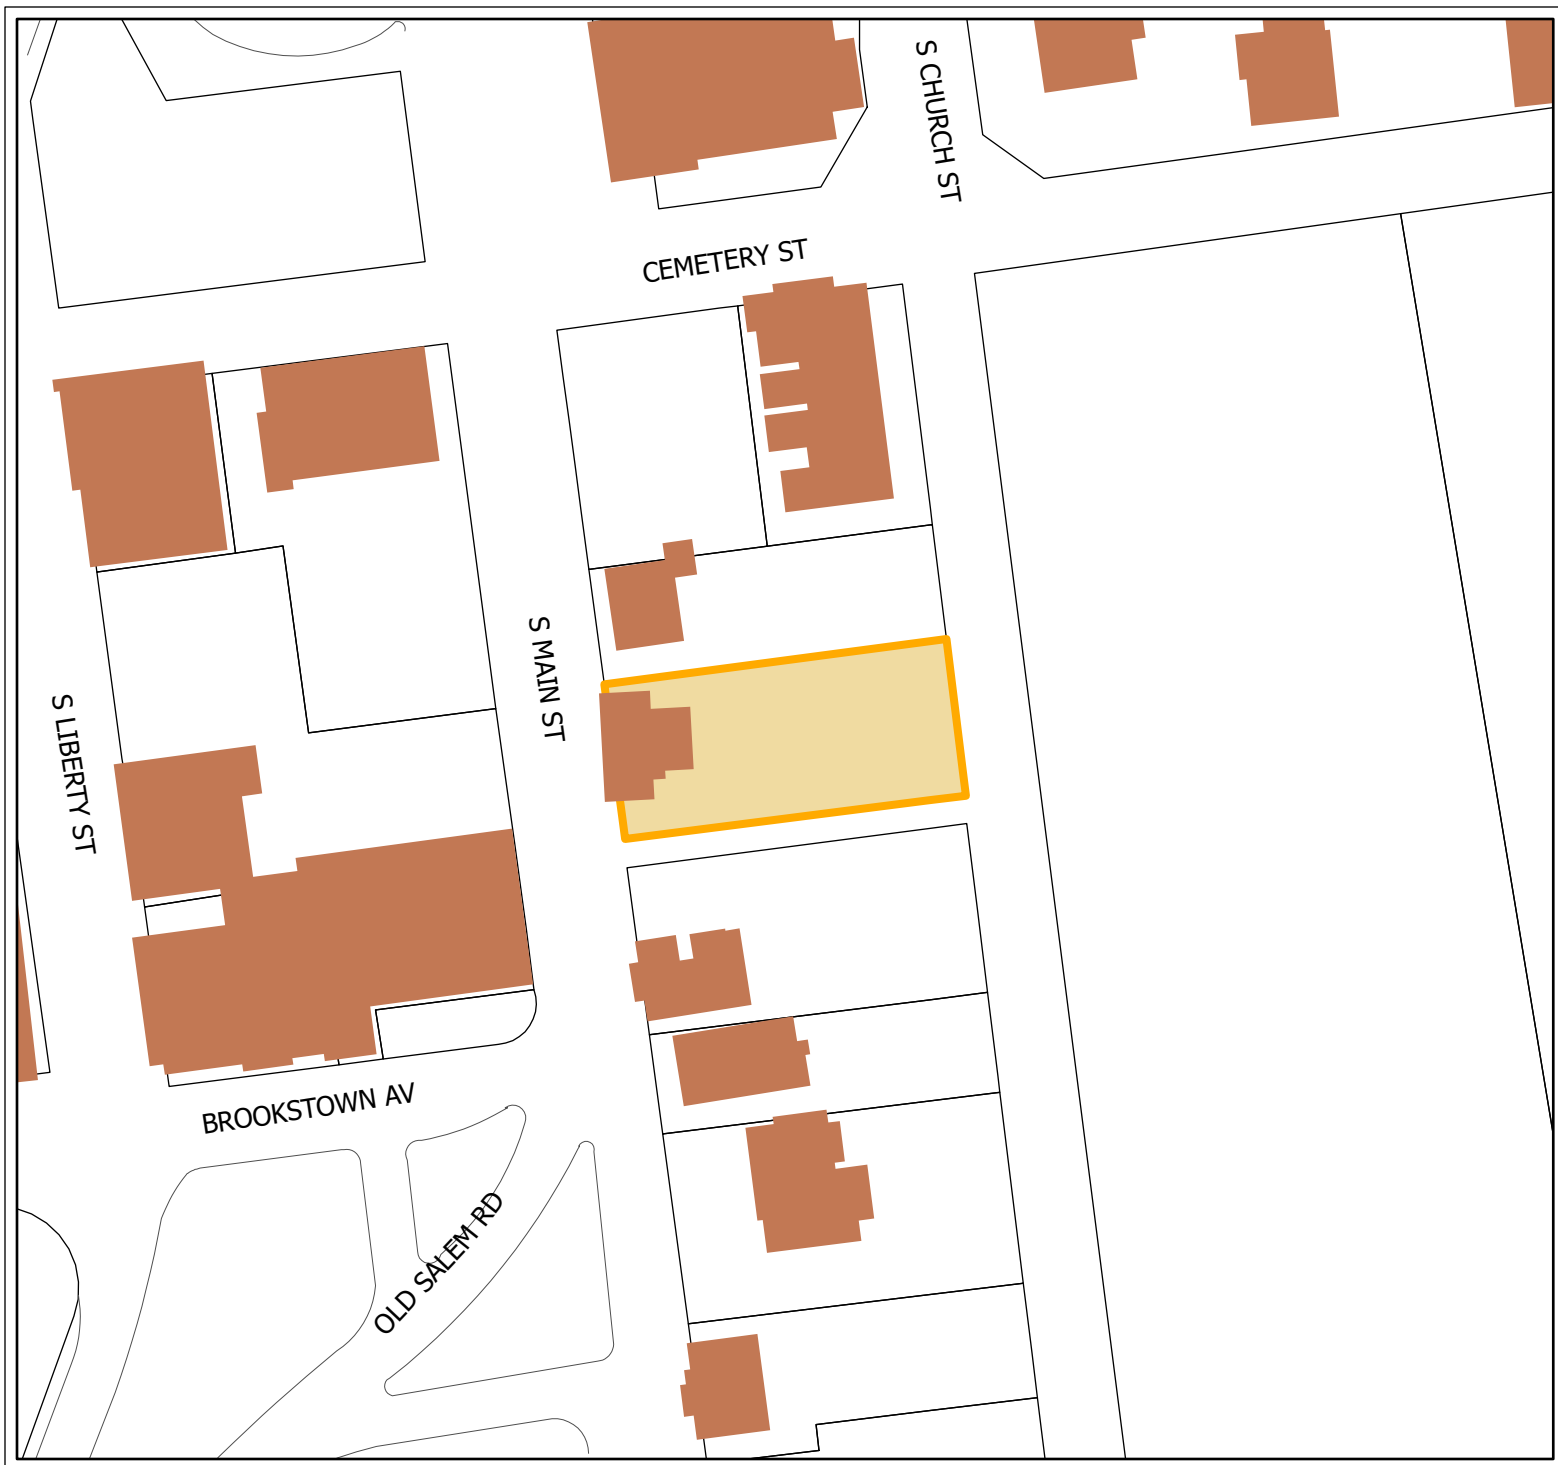 S CHURCH ST
CEMETERY ST
S MAIN ST
S LIBERTY ST
BROOKSTOWN AV
OLD SALEM RD